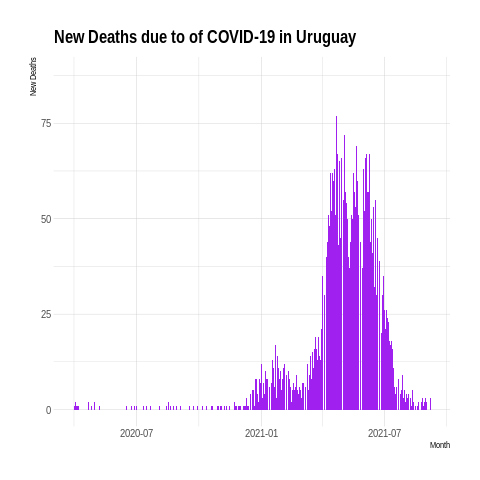 New Deaths due to of COVID-19 in Uruguay
New Deaths
75
50
25
0
2020-07
2021-01
2021-07
Month